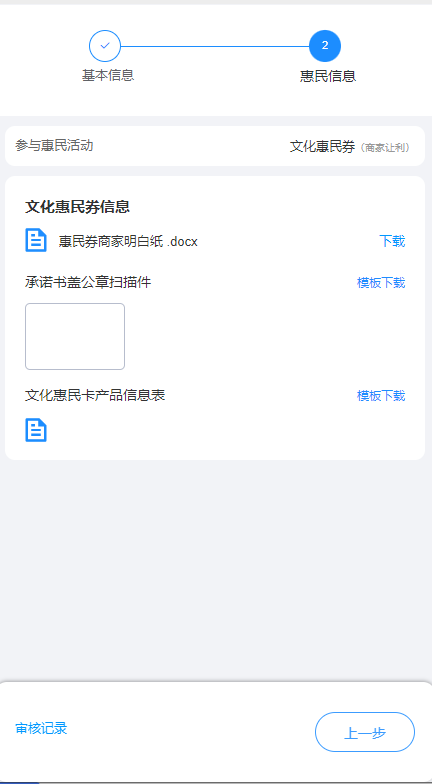 2
基本信息
惠民信息
参与惠民活动
文化惠民券（商家让利）
文化惠民券信息
惠民券商家明白纸 .docx
下载
承诺书盖公章扫描件
模板下载
文化惠民卡产品信息表
模板下载
审核记录
上一步